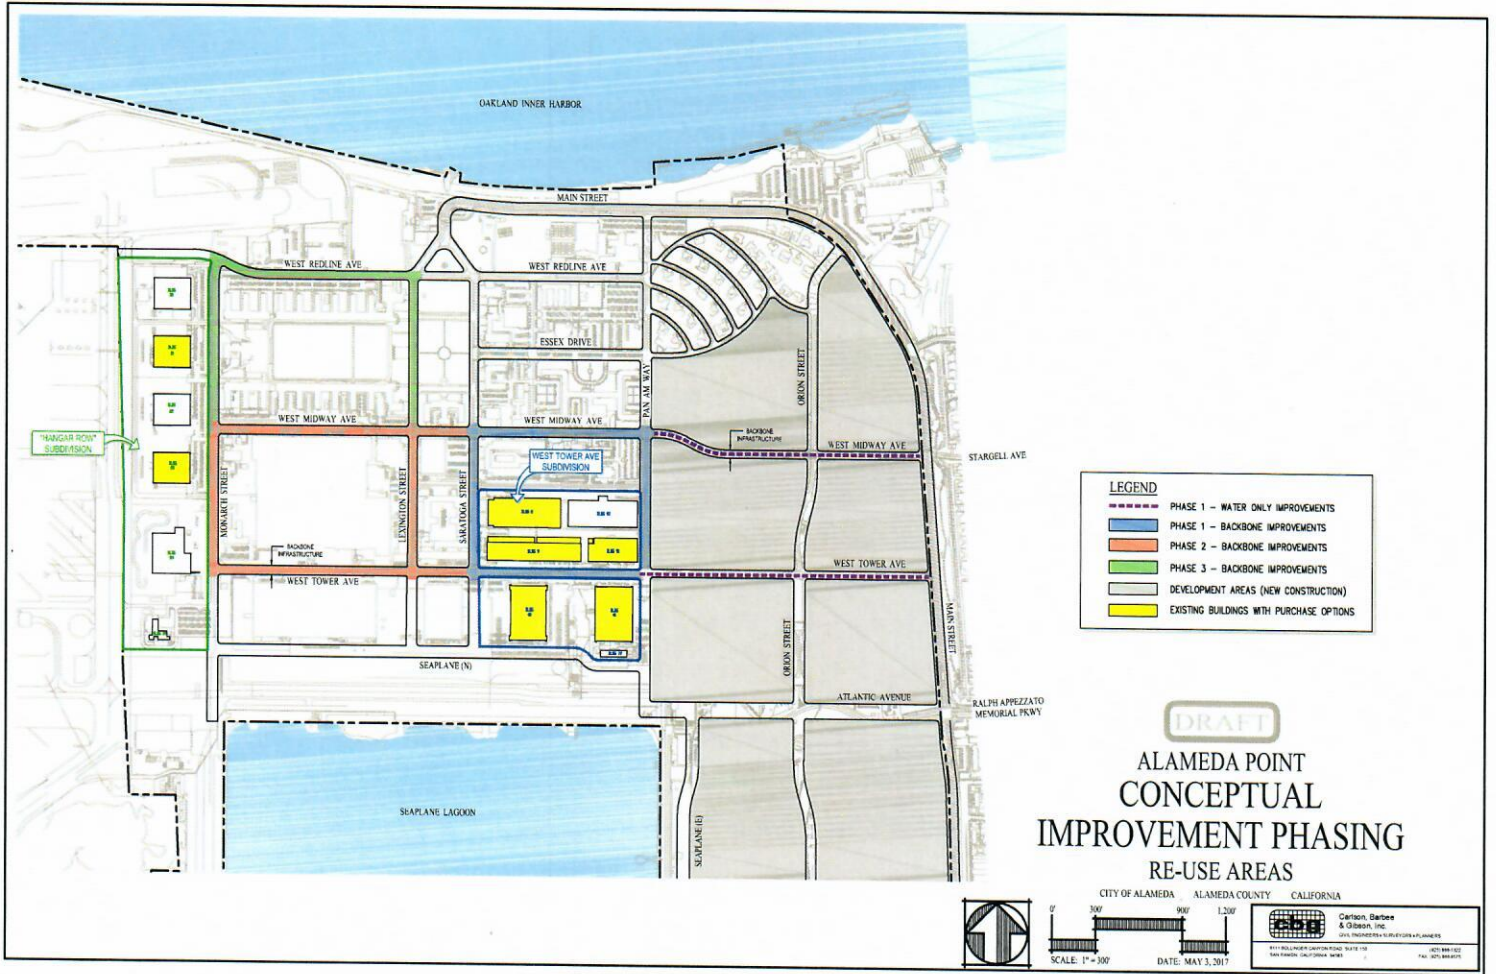 OAKLAND INNER HARBOR
MAIN STREET
WEST REDLINE AVE
WEST REDLINE AVE
ESSEX DRIVE
PAN AM WAY
ORION STREET
WEST MIDWAY AVE
WEST MIDWAY AVE
BACKBONE
INFRASTRUCTURE
WEST MIDWAY AVE
STARGELL AVE
"HANGAR ROW"
SUBDIVISION
WEST TOWER AVE
SUBDIVISION
MONARCH STREET
LEXINGTON STREET
SARATOGA STREET
BACKBONE
INFRASTRUCTURE
WEST TOWER AVE
WEST TOWER AVE
MAIN STREET
ORION STREET
SEAPLANE (N)
ATLANTIC AVENUE
RALPH APPEZZATO
MEMORIAL PKWY
SEAPLANE LAGOON
SEAPLANE(E)
LEGEND
PHASE 1 - WATER ONLY IMPROVEMENTS
PHASE 1 - BACKBONE IMPROVEMENTS
PHASE 2 - BACKBONE IMPROVEMENTS
PHASE 3 - BACKBONE IMPROVEMENTS
DEVELOPMENT AREAS (NEW CONSTRUCTION)
EXISTING BUILDINGS WITH PURCHASE OPTIONS
DRAFT
ALAMEDA POINT
CONCEPTUAL
IMPROVEMENT PHASING
RE-USE AREAS
CITY OF ALAMEDA ALAMEDA COUNTY CALIFORNIA
0' 300' 900' 1,200'
SCALE: 1" = 300'
DATE: MAY 3, 2017
cbg
Carlson, Barbee
& Gibson, Inc.
CIVIL ENGINEERS • SURVEYORS • PLANNERS